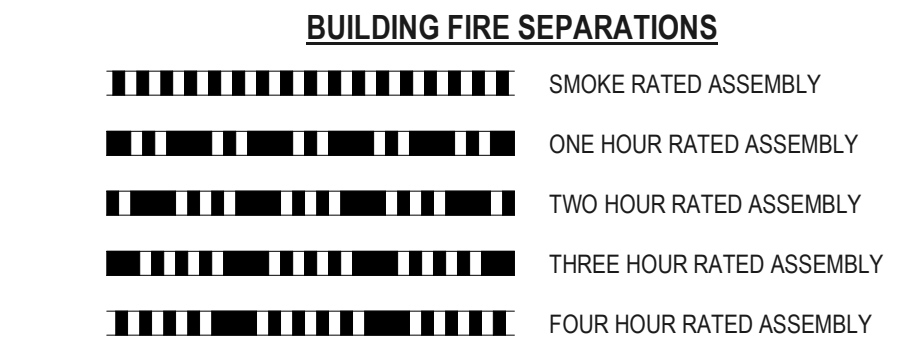 BUILDING FIRE SEPARATIONS
SMOKE RATED ASSEMBLY
ONE HOUR RATED ASSEMBLY
TWO HOUR RATED ASSEMBLY
THREE HOUR RATED ASSEMBLY
FOUR HOUR RATED ASSEMBLY